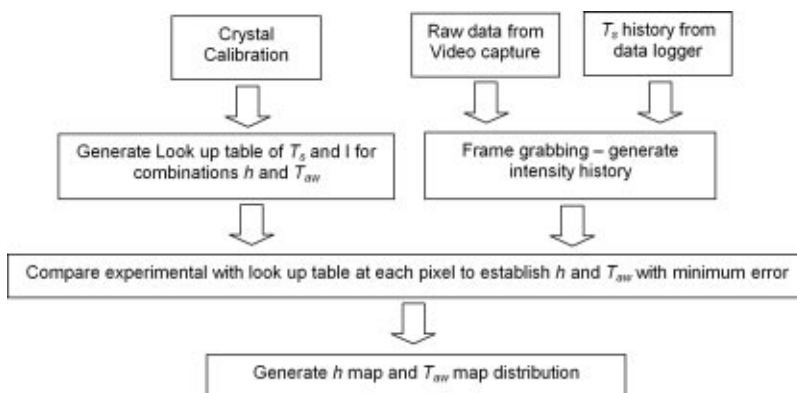 Crystal
Calibration
Raw data from
Video capture
Ts history from
data logger
Generate Look up table of Ts and I for
combinations h and Taw
Frame grabbing – generate
intensity history
Compare experimental with look up table at each pixel to establish h and Taw with minimum error
Generate h map and Taw map distribution